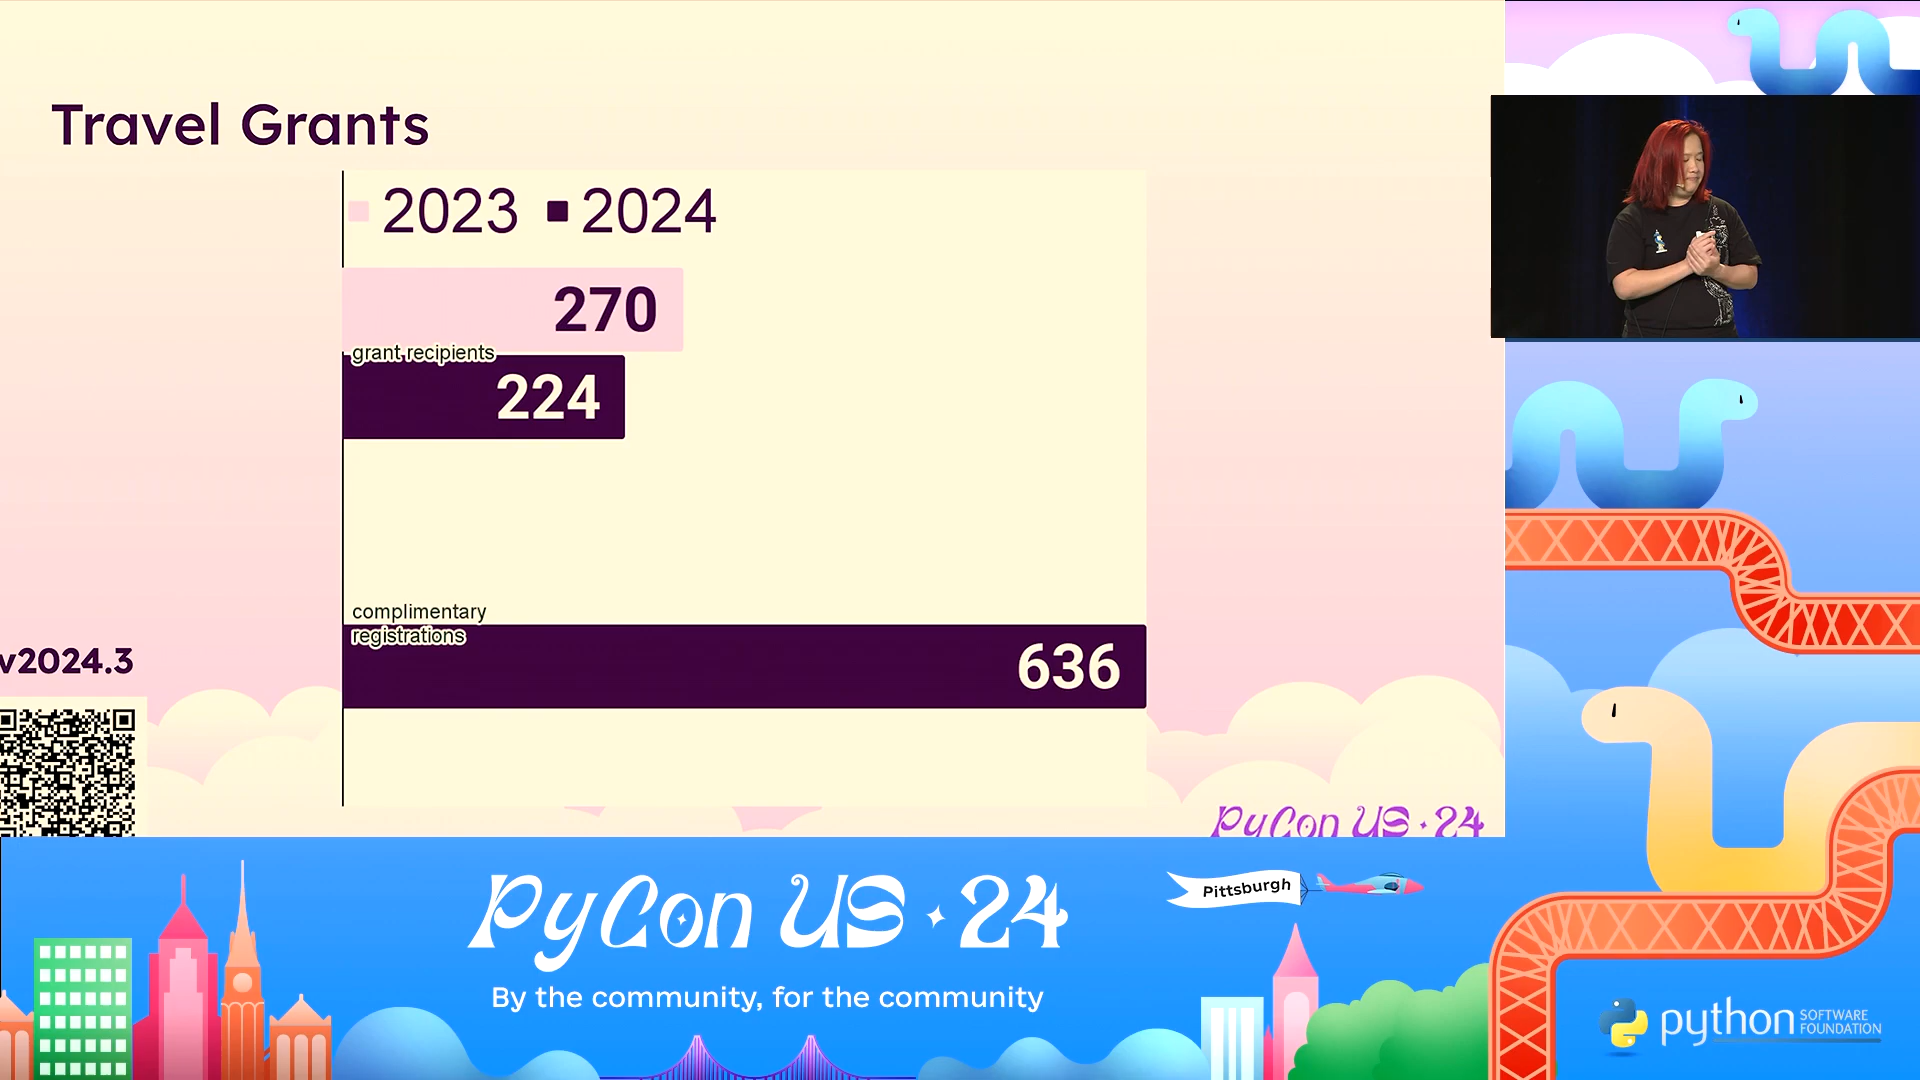 Travel Grants
2023 2024
270
grant recipients
224
complimentary
registrations
636
v2024.3
PyCon US 24
PyCon US 24
Pittsburgh
By the community, for the community
python
SOFTWARE
FOUNDATION